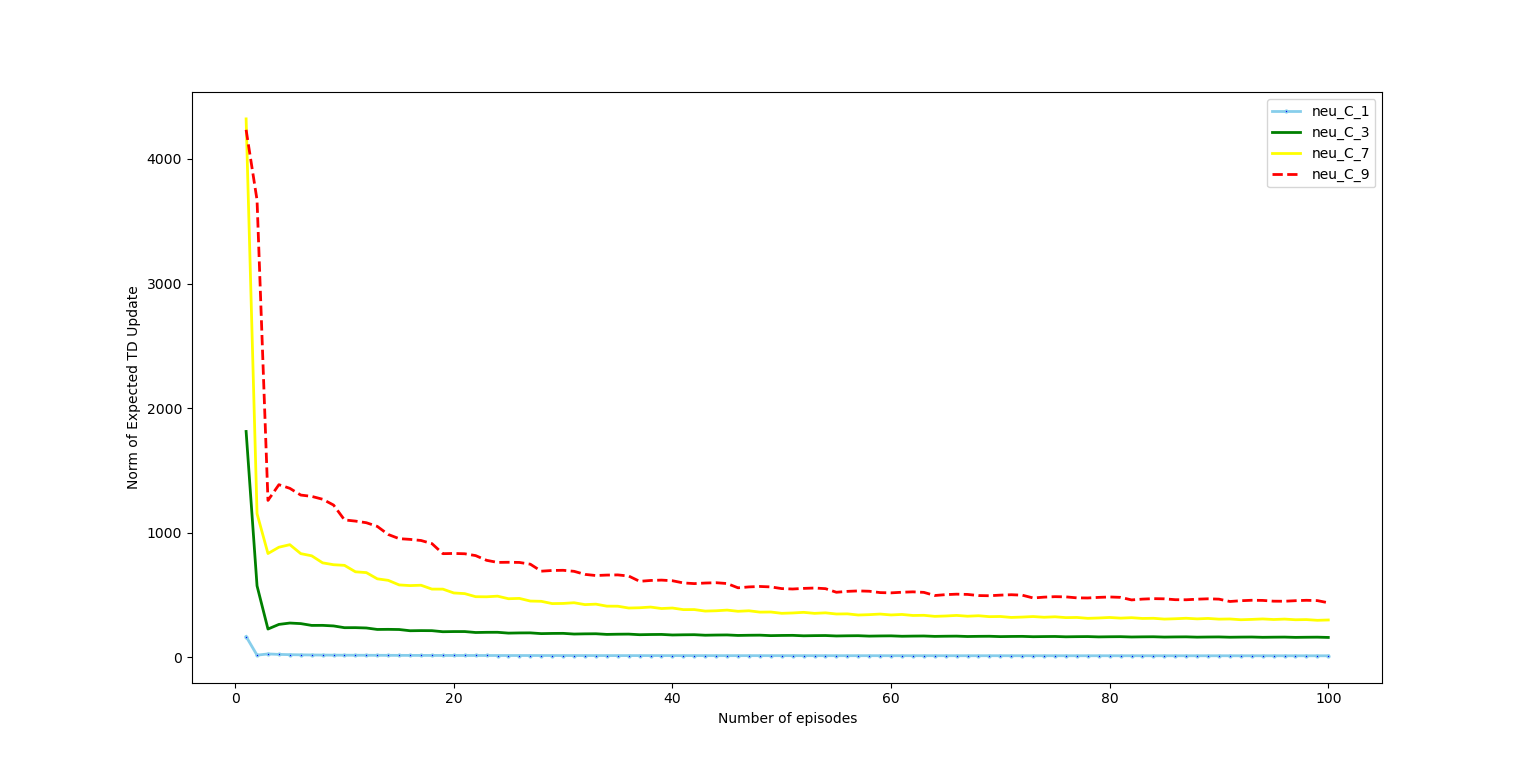 neu_C_1
neu_C_3
neu_C_7
neu_C_9
Norm of Expected TD Update
4000
3000
2000
1000
0
0 20 40 60 80 100
Number of episodes